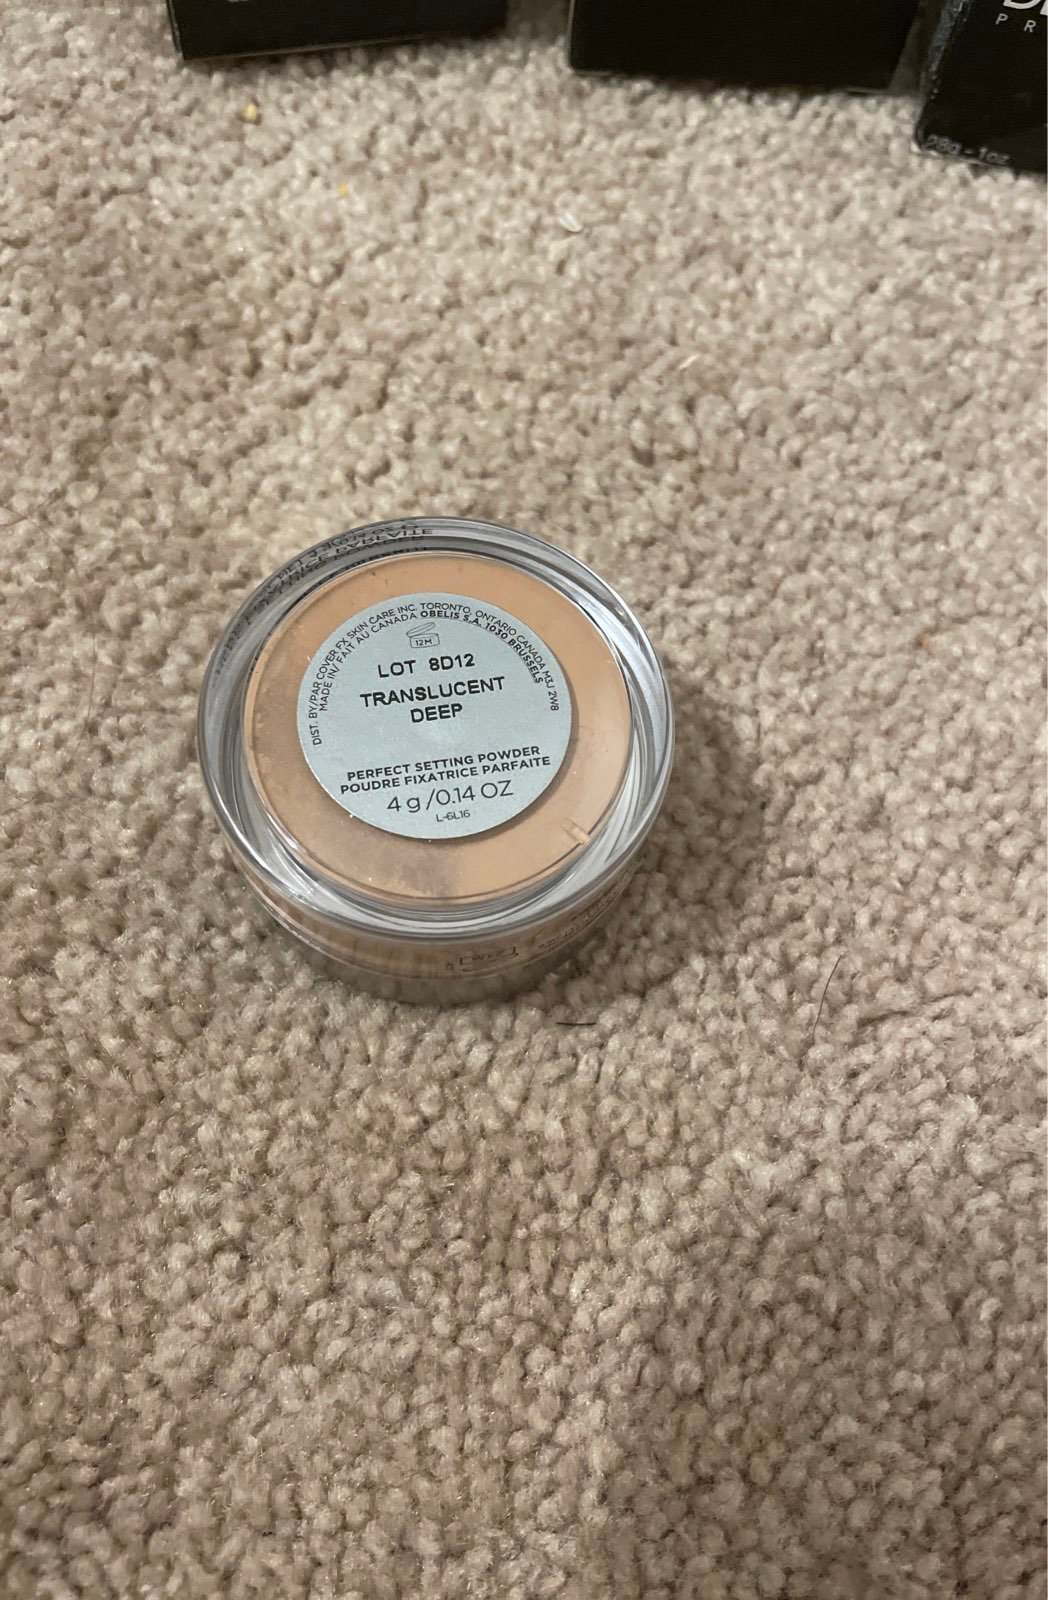 P R
28g - 1oz
DIST. BY/PAR COVER FX SKIN CARE INC. TORONTO, ONTARIO CANADA M3J 2W8
MADE IN/ FAIT AU CANADA OBELIS S.A. 1030 BRUSSELS
12M
LOT 8D12
TRANSLUCENT
DEEP
PERFECT SETTING POWDER
POUDRE FIXATRICE PARFAITE
4 g /0.14 OZ
L-6L16